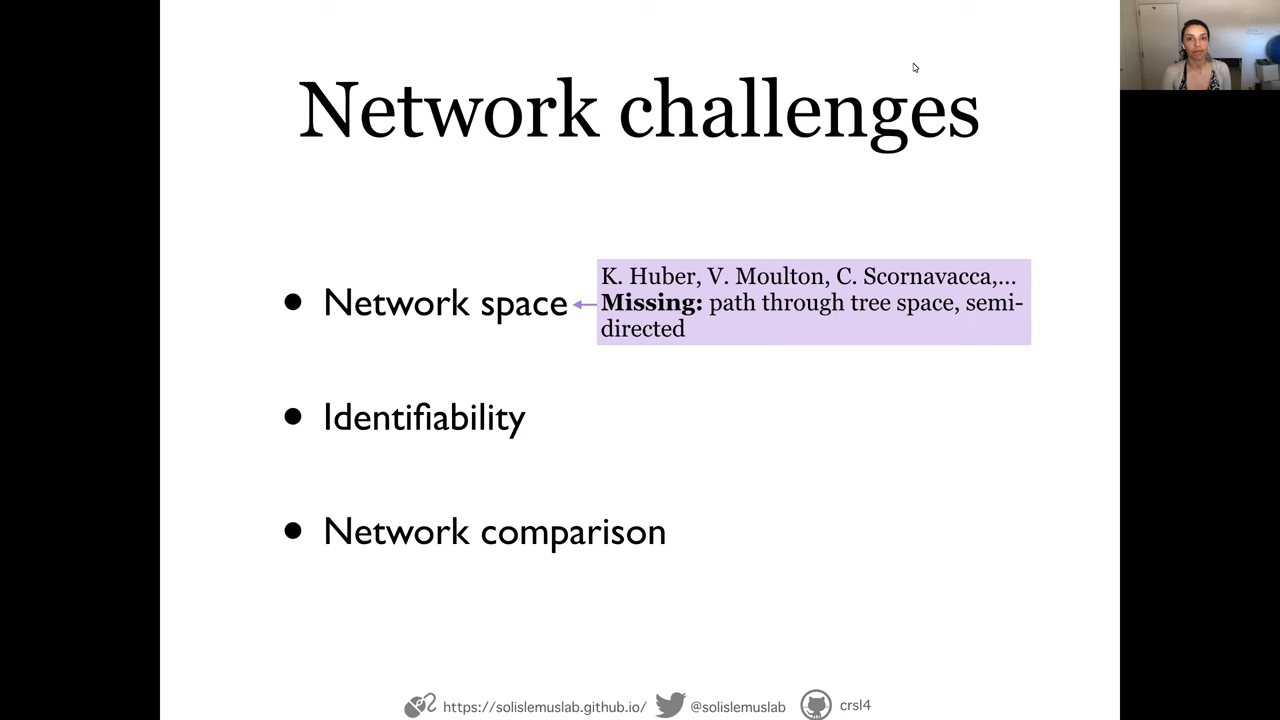 Network challenges
K. Huber, V. Moulton, C. Scornavacca,...
• Network space
Missing: path through tree space, semi-
directed
• Identifiability
• Network comparison
https://solislemuslab.github.io/ @solislemuslab crsl4